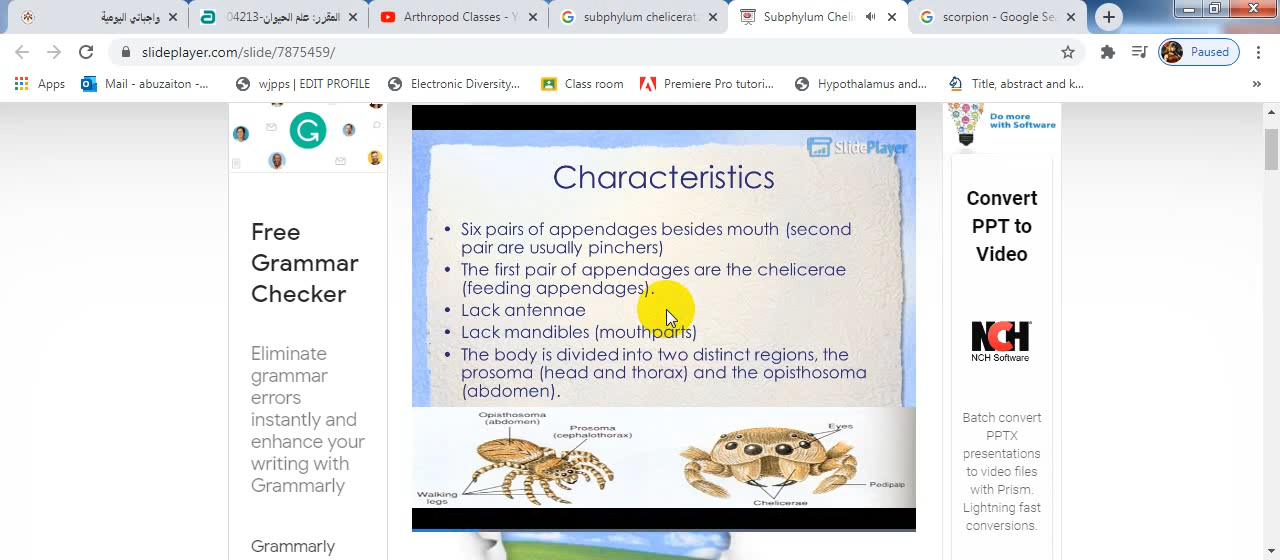 واجباتي اليومية
المقرر: علم الحيوان-04213
Arthropod Classes - Y
subphylum chelicerat
Subphylum Cheli
scorpion - Google Se
slideplayer.com/slide/7875459/
Paused
Apps
Mail - abuzaiton -...
wjpps | EDIT PROFILE
Electronic Diversity...
Class room
Premiere Pro tutori...
Hypothalamus and...
Title, abstract and k...
»
Free
Grammar
Checker
Eliminate
grammar
errors
instantly and
enhance your
writing with
Grammarly
Grammarly
SlidePlayer
Characteristics
• Six pairs of appendages besides mouth (second
pair are usually pinchers)
• The first pair of appendages are the chelicerae
(feeding appendages).
• Lack antennae
• Lack mandibles (mouthparts)
• The body is divided into two distinct regions, the
prosoma (head and thorax) and the opisthosoma
(abdomen).
Opisthosoma
(abdomen)
Prosoma
(cephalothorax)
Walking
legs
Eyes
Pedipalp
Chelicerae
Do more
with Software
Convert
PPT to
Video
NCH
NCH Software
Batch convert
PPTX
presentations
to video files
with Prism.
Lightning fast
conversions.